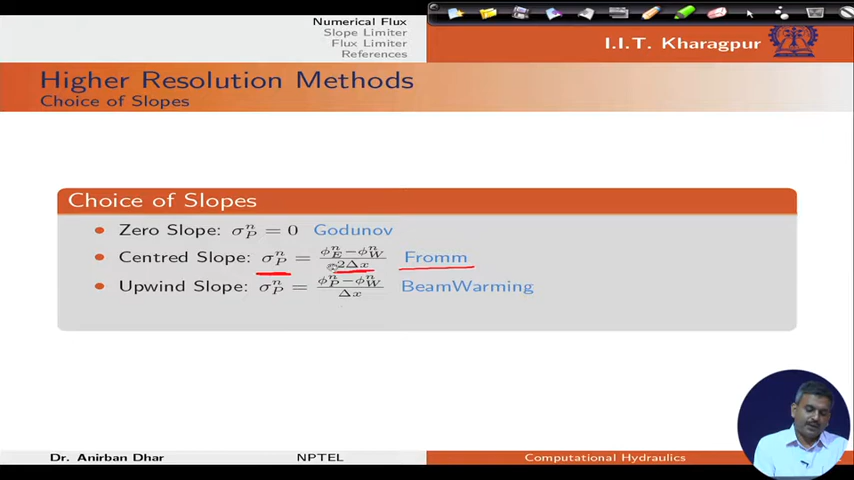 Numerical Flux
Slope Limiter
Flux Limiter
References
I.I.T. Kharagpur
Higher Resolution Methods
Choice of Slopes
Choice of Slopes
• Zero Slope: σ_P^n = 0 Godunov
• Centred Slope: σ_P^n = (ϕ_E^n − ϕ_W^n) / 2Δx Fromm
• Upwind Slope: σ_P^n = (ϕ_P^n − ϕ_W^n) / Δx BeamWarming
Dr. Anirban Dhar NPTEL Computational Hydraulics